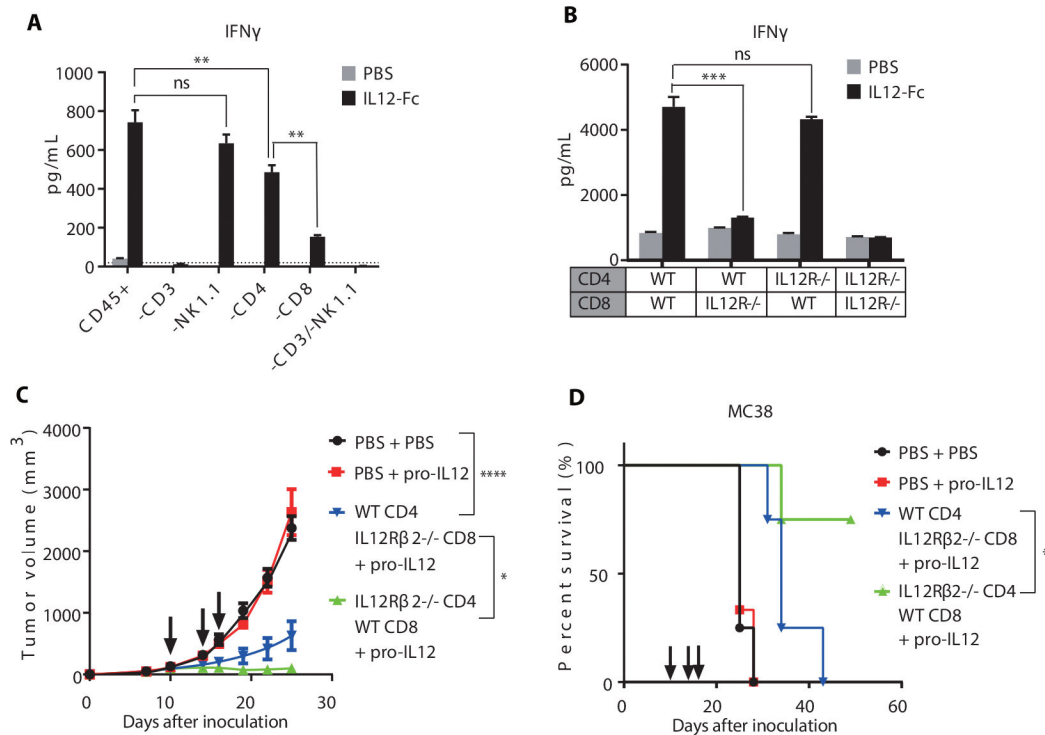 A
IFNγ
PBS
IL12-Fc
**
ns
**
1000
800
600
400
200
0
pg/mL
CD45+
-CD3
-NK1.1
-CD4
-CD8
-CD3/-NK1.1
B
IFNγ
PBS
IL12-Fc
ns
***
6000
4000
2000
0
pg/mL
CD4 WT WT IL12R-/- IL12R-/-
CD8 WT IL12R-/- WT IL12R-/-
C
Tumor volume (mm³)
4000
3000
2000
1000
0
0 10 20 30
Days after inoculation
PBS + PBS
PBS + pro-IL12
WT CD4
IL12Rβ2-/- CD8
+ pro-IL12
IL12Rβ2-/- CD4
WT CD8
+ pro-IL12
****
*
D
MC38
Percent survival (%)
100
50
0
0 20 40 60
Days after inoculation
PBS + PBS
PBS + pro-IL12
WT CD4
IL12Rβ2-/- CD8
+ pro-IL12
IL12Rβ2-/- CD4
WT CD8
+ pro-IL12
*